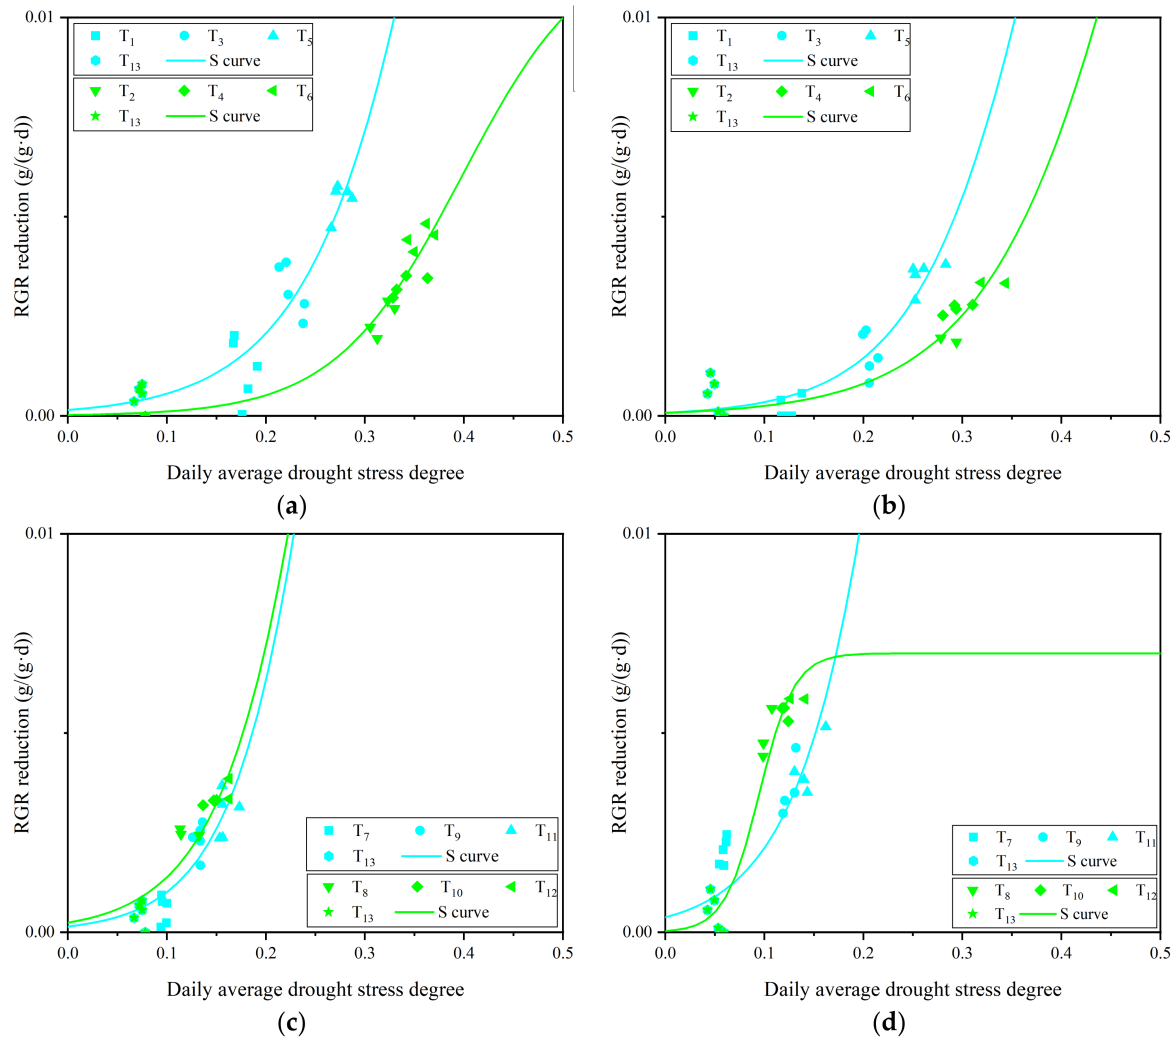 0.01
T1 T3 T5
T13 S curve
T2 T4 T6
T13 S curve
RGR reduction (g/(g·d))
0.00
0.0 0.1 0.2 0.3 0.4 0.5
Daily average drought stress degree
(a)
0.01
T1 T3 T5
T13 S curve
T2 T4 T6
T13 S curve
RGR reduction (g/(g·d))
0.00
0.0 0.1 0.2 0.3 0.4 0.5
Daily average drought stress degree
(b)
0.01
RGR reduction (g/(g·d))
T7 T9 T11
T13 S curve
T8 T10 T12
T13 S curve
0.00
0.0 0.1 0.2 0.3 0.4 0.5
Daily average drought stress degree
(c)
0.01
RGR reduction (g/(g·d))
T7 T9 T11
T13 S curve
T8 T10 T12
T13 S curve
0.00
0.0 0.1 0.2 0.3 0.4 0.5
Daily average drought stress degree
(d)